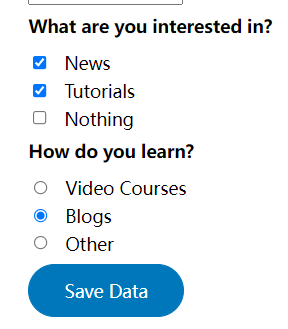 What are you interested in?
News
Tutorials
Nothing
How do you learn?
Video Courses
Blogs
Other
Save Data